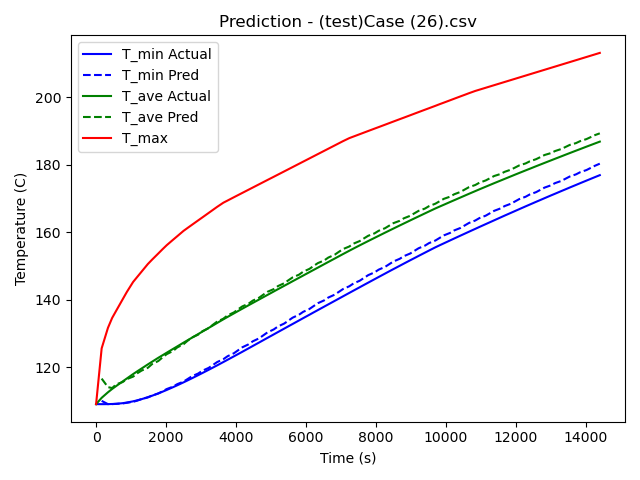 Prediction - (test)Case (26).csv
T_min Actual
T_min Pred
T_ave Actual
T_ave Pred
T_max
Temperature (C)
200
180
160
140
120
0 2000 4000 6000 8000 10000 12000 14000
Time (s)